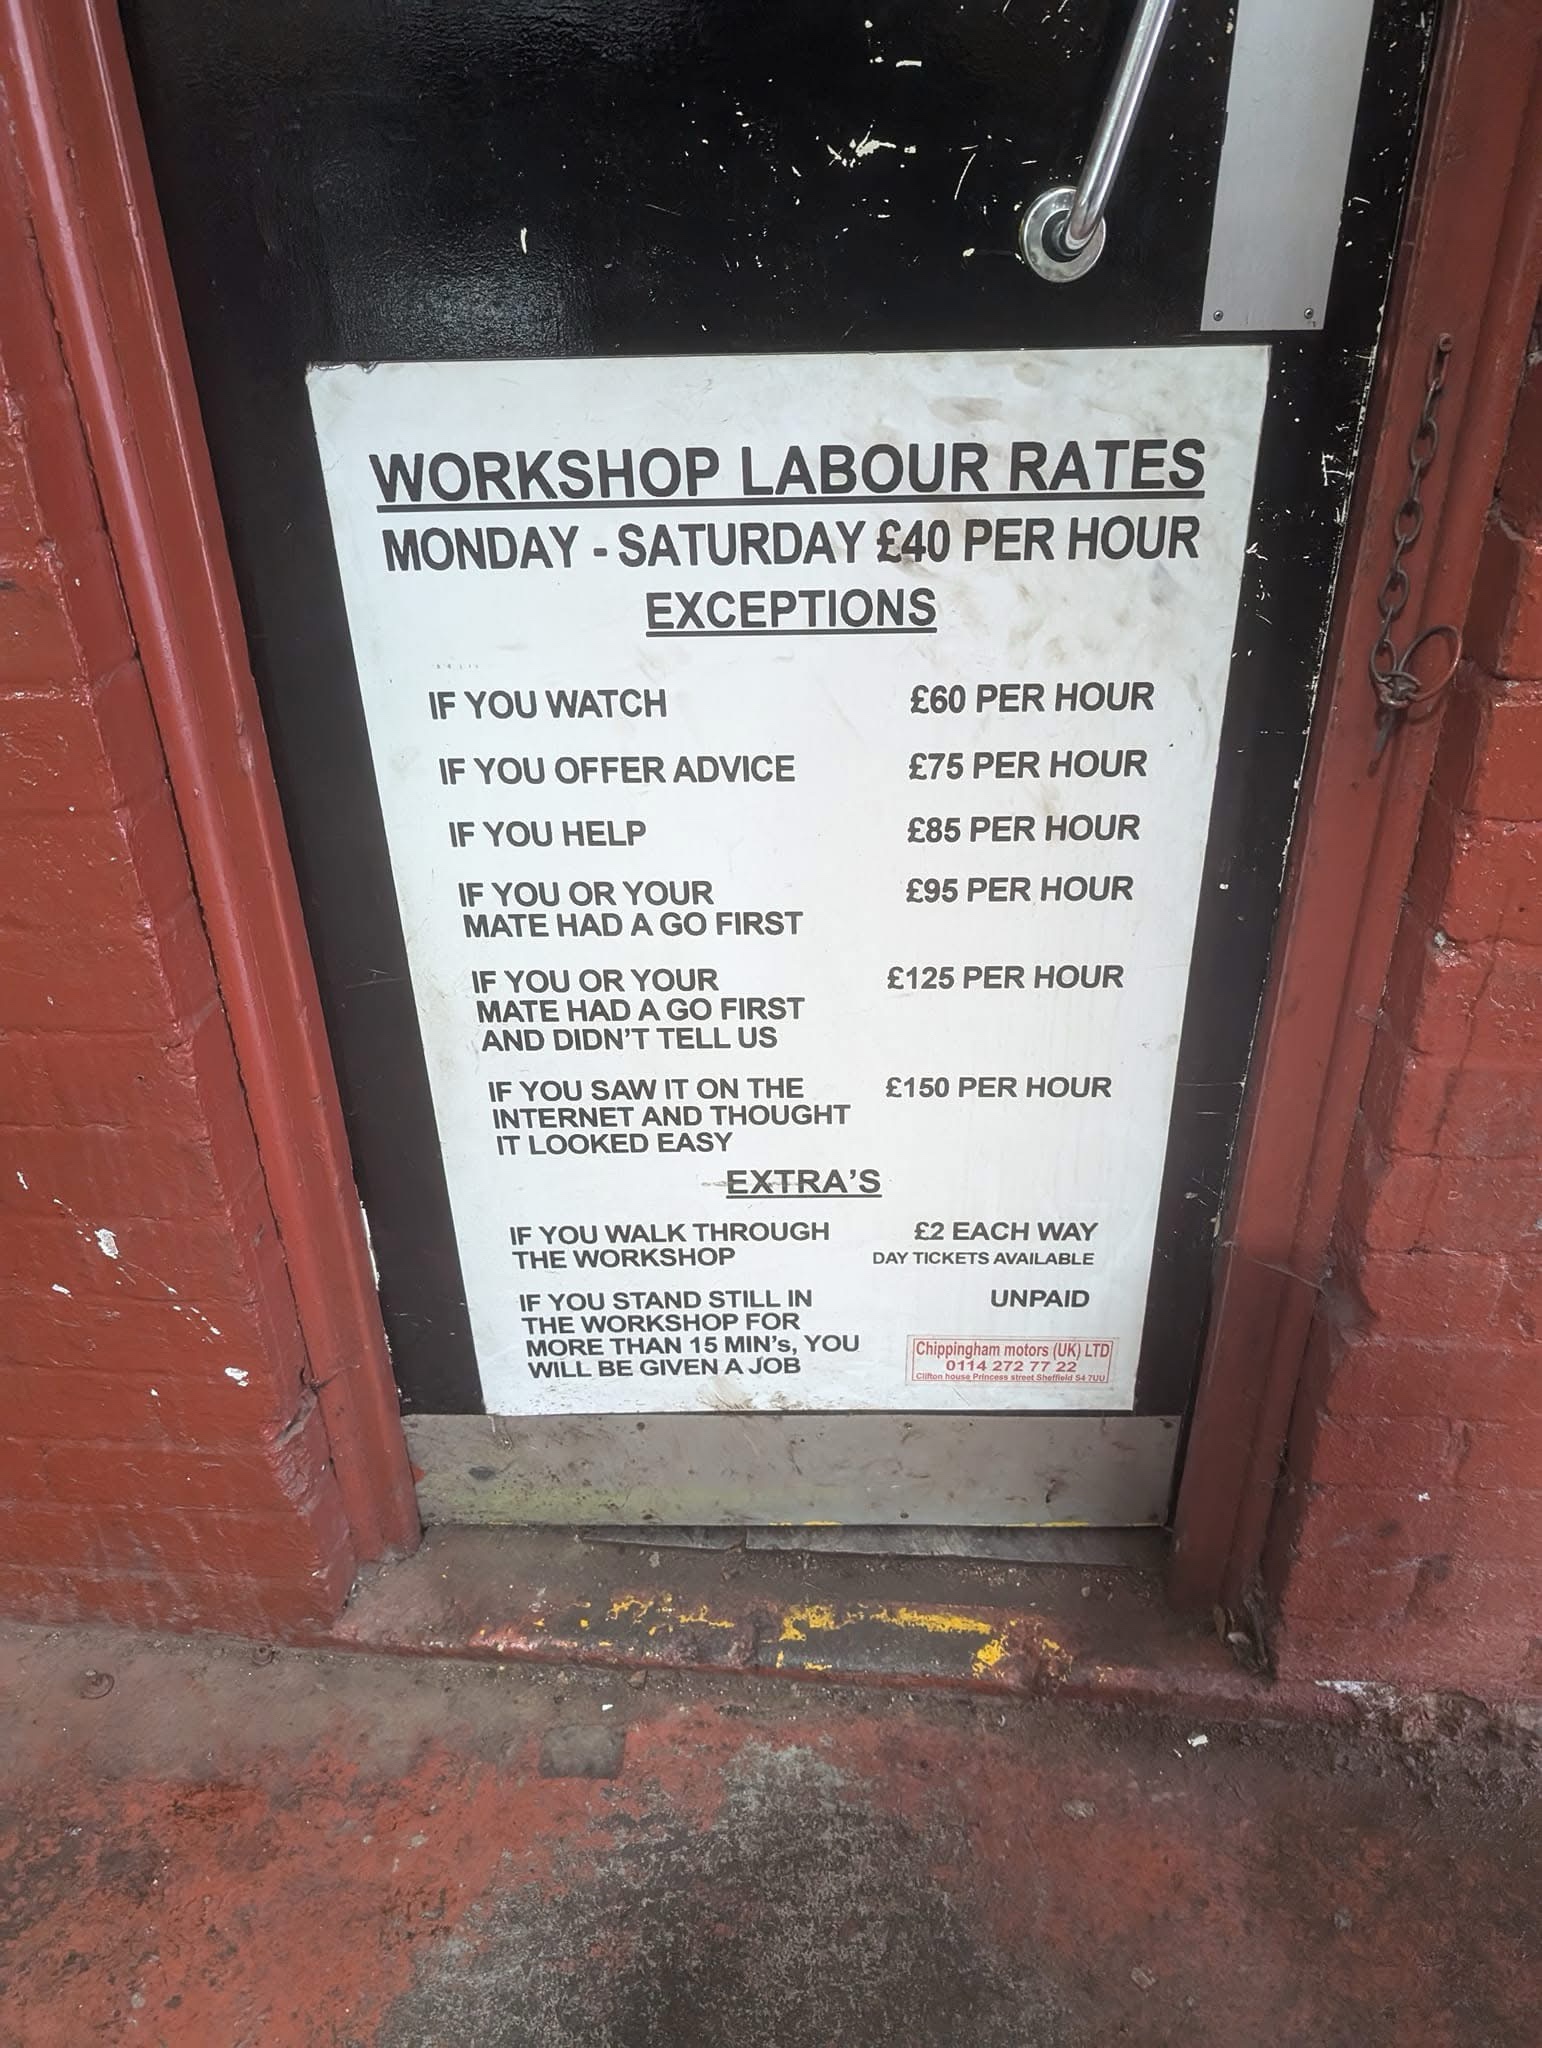 WORKSHOP LABOUR RATES
MONDAY - SATURDAY £40 PER HOUR
EXCEPTIONS
IF YOU WATCH £60 PER HOUR
IF YOU OFFER ADVICE £75 PER HOUR
IF YOU HELP £85 PER HOUR
IF YOU OR YOUR £95 PER HOUR
MATE HAD A GO FIRST
IF YOU OR YOUR £125 PER HOUR
MATE HAD A GO FIRST
AND DIDN'T TELL US
IF YOU SAW IT ON THE £150 PER HOUR
INTERNET AND THOUGHT
IT LOOKED EASY
EXTRA'S
IF YOU WALK THROUGH £2 EACH WAY
THE WORKSHOP DAY TICKETS AVAILABLE
IF YOU STAND STILL IN UNPAID
THE WORKSHOP FOR
MORE THAN 15 MIN's, YOU
WILL BE GIVEN A JOB
Chippingham motors (UK) LTD
0114 272 77 22
Clifton house Princess street Sheffield S4 7UU